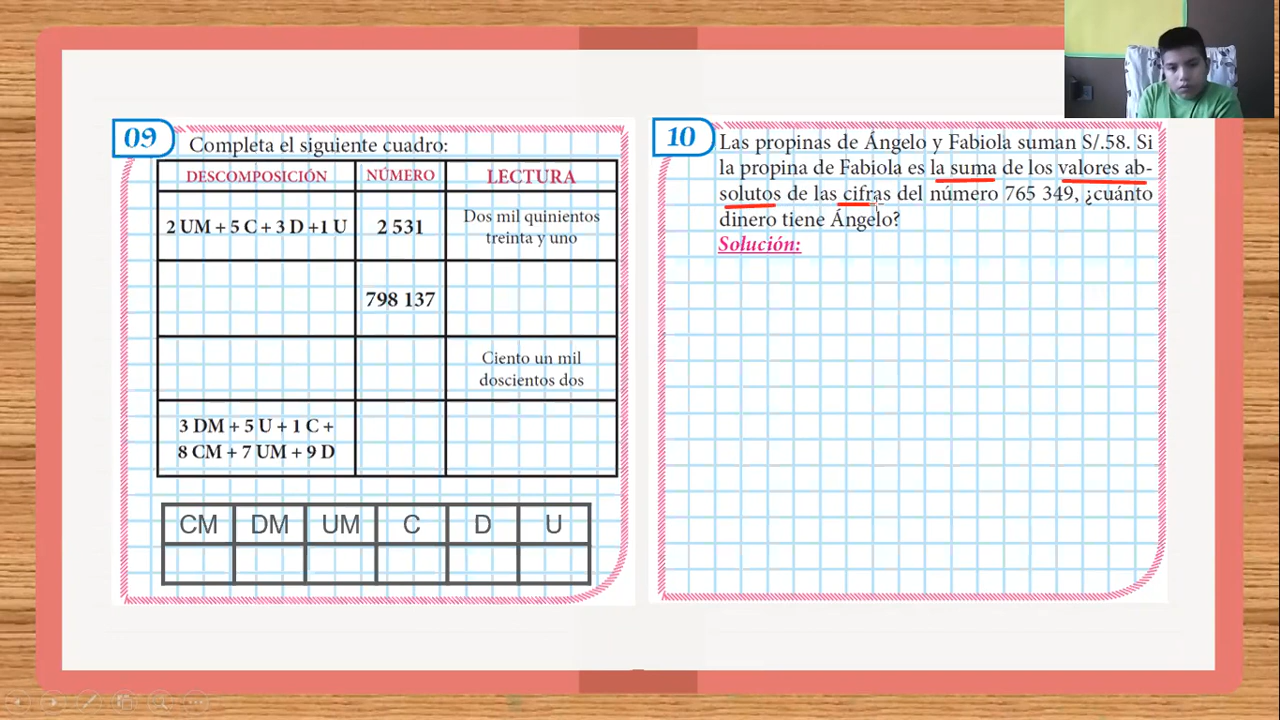 09
Completa el siguiente cuadro:
DESCOMPOSICIÓN NÚMERO LECTURA
2 UM + 5 C + 3 D +1 U 2 531 Dos mil quinientos
treinta y uno
798 137
Ciento un mil
doscientos dos
3 DM + 5 U + 1 C +
8 CM + 7 UM + 9 D
CM DM UM C D U
10
Las propinas de Ángelo y Fabiola suman S/.58. Si
la propina de Fabiola es la suma de los valores ab-
solutos de las cifras del número 765 349, ¿cuánto
dinero tiene Ángelo?
Solución: